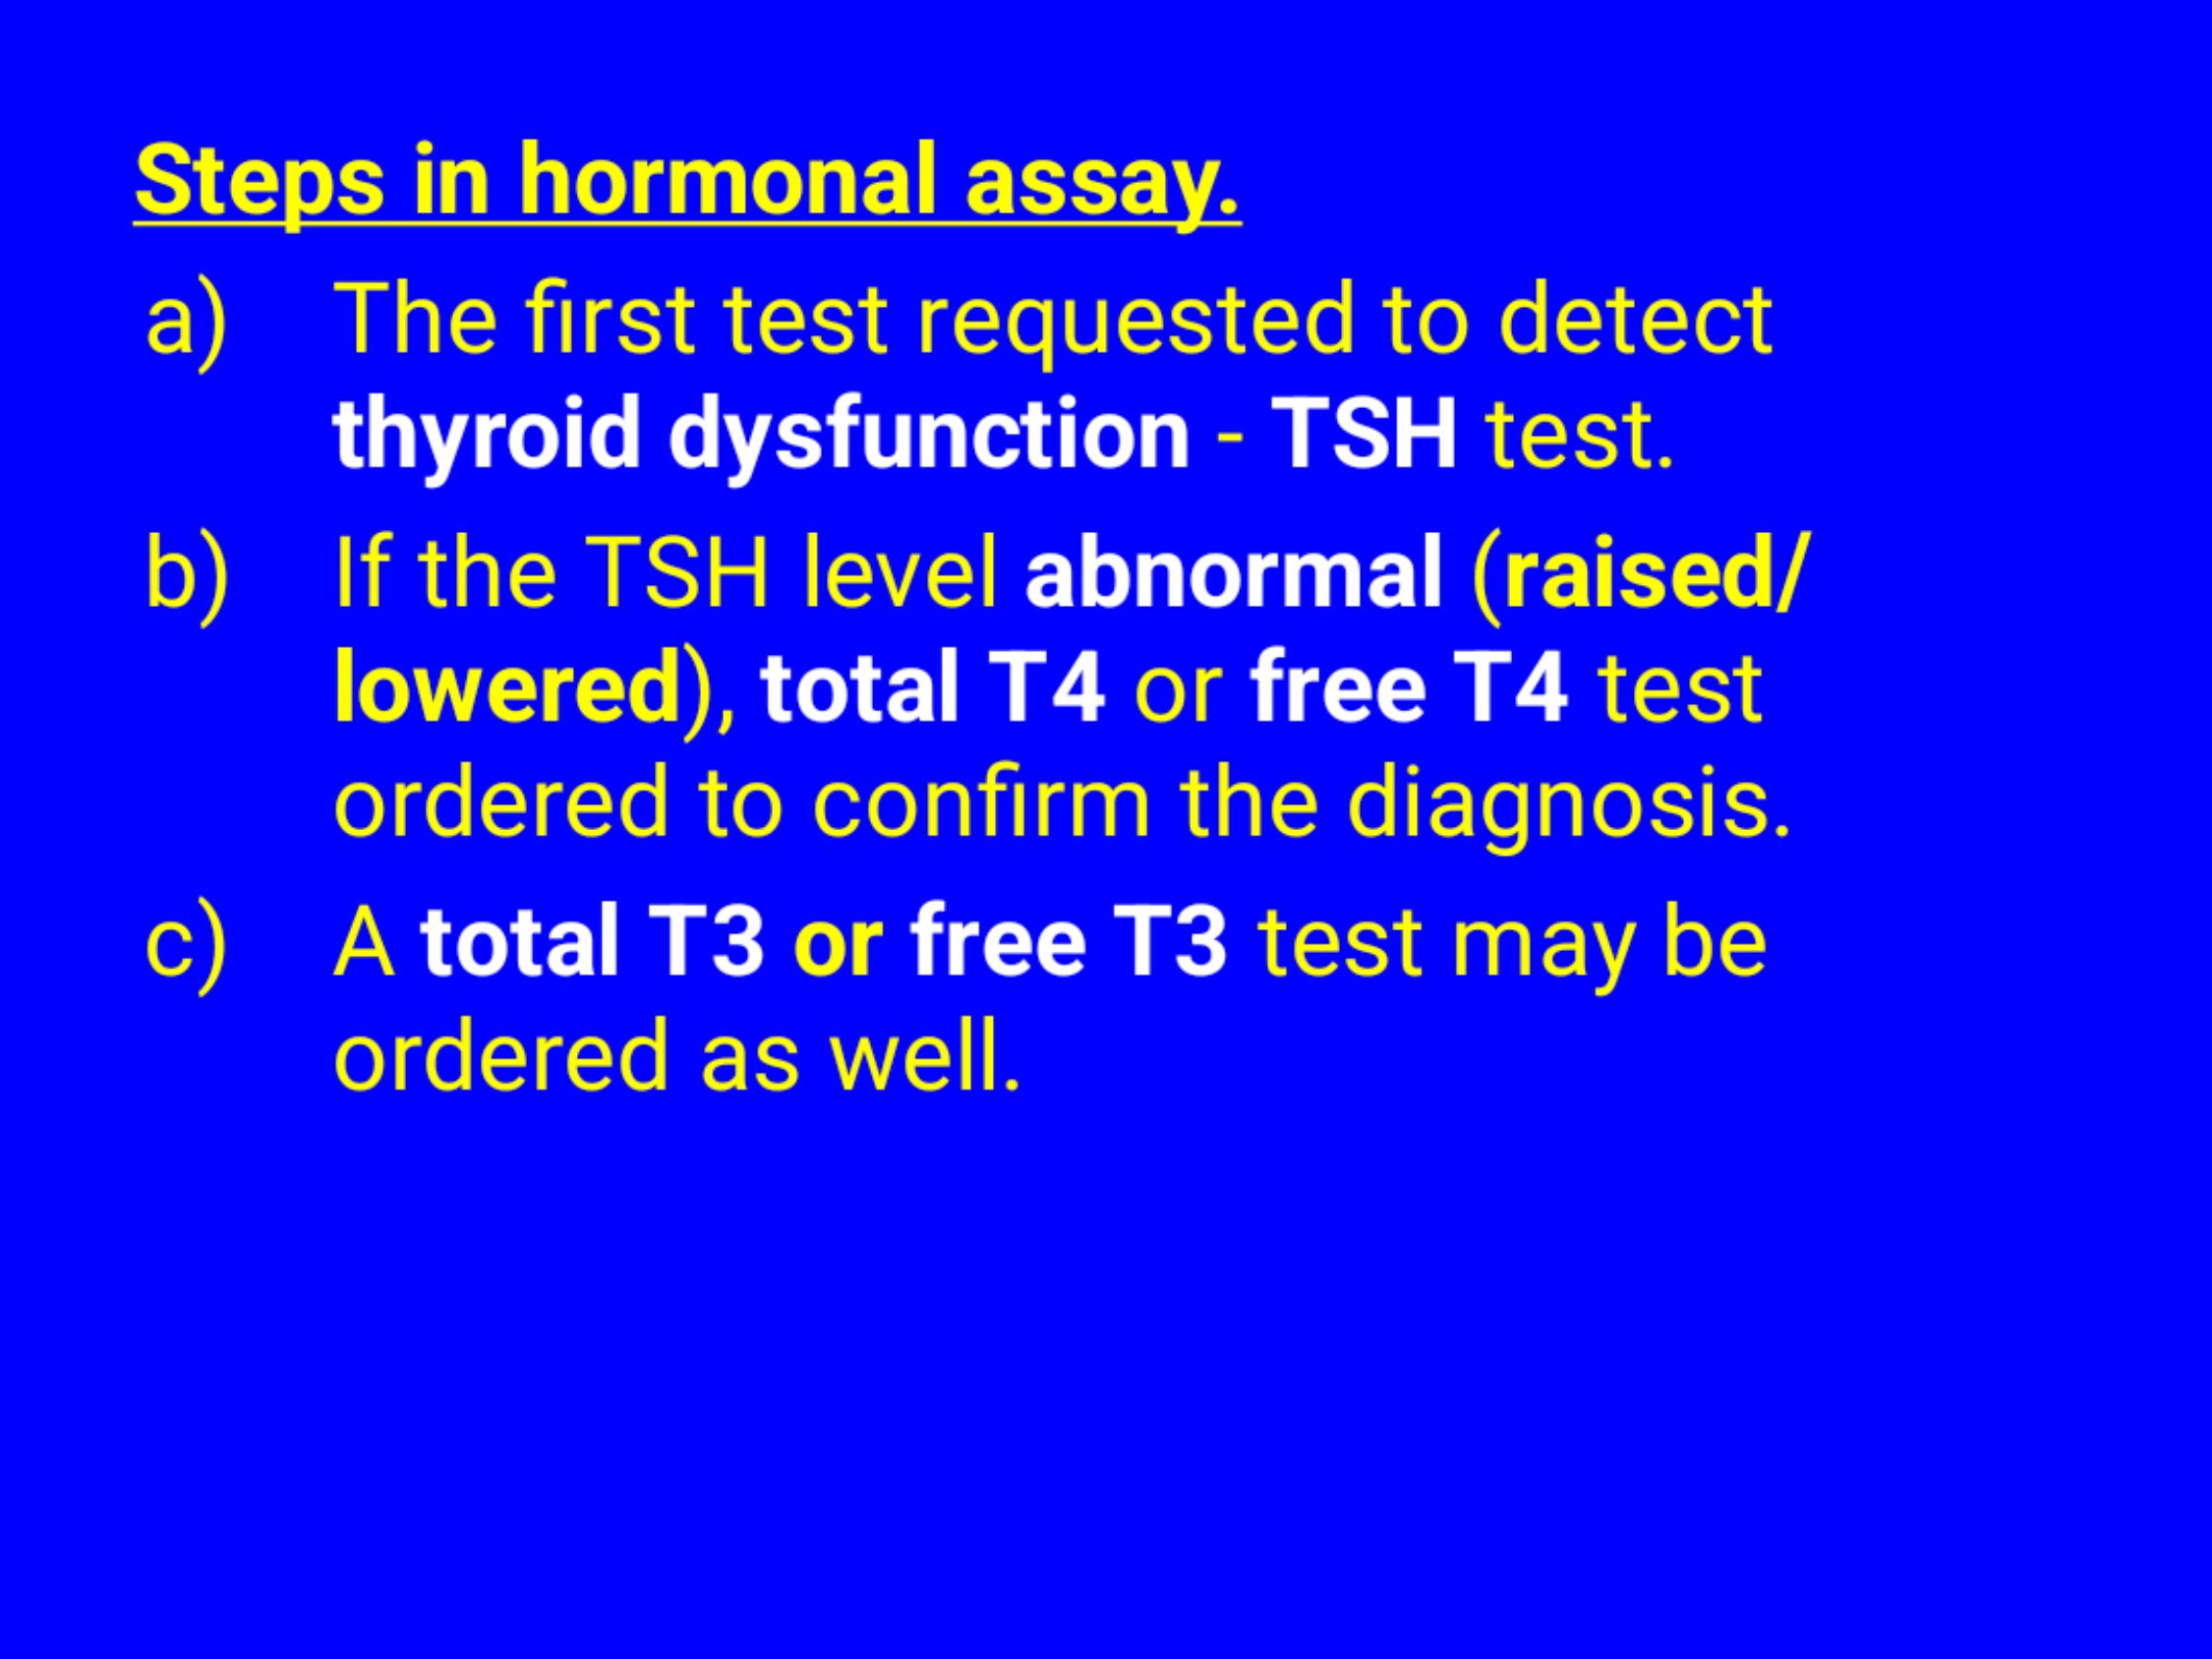 Steps in hormonal assay.
a) The first test requested to detect
thyroid dysfunction - TSH test.
b) If the TSH level abnormal (raised/
lowered), total T4 or free T4 test
ordered to confirm the diagnosis.
c) A total T3 or free T3 test may be
ordered as well.